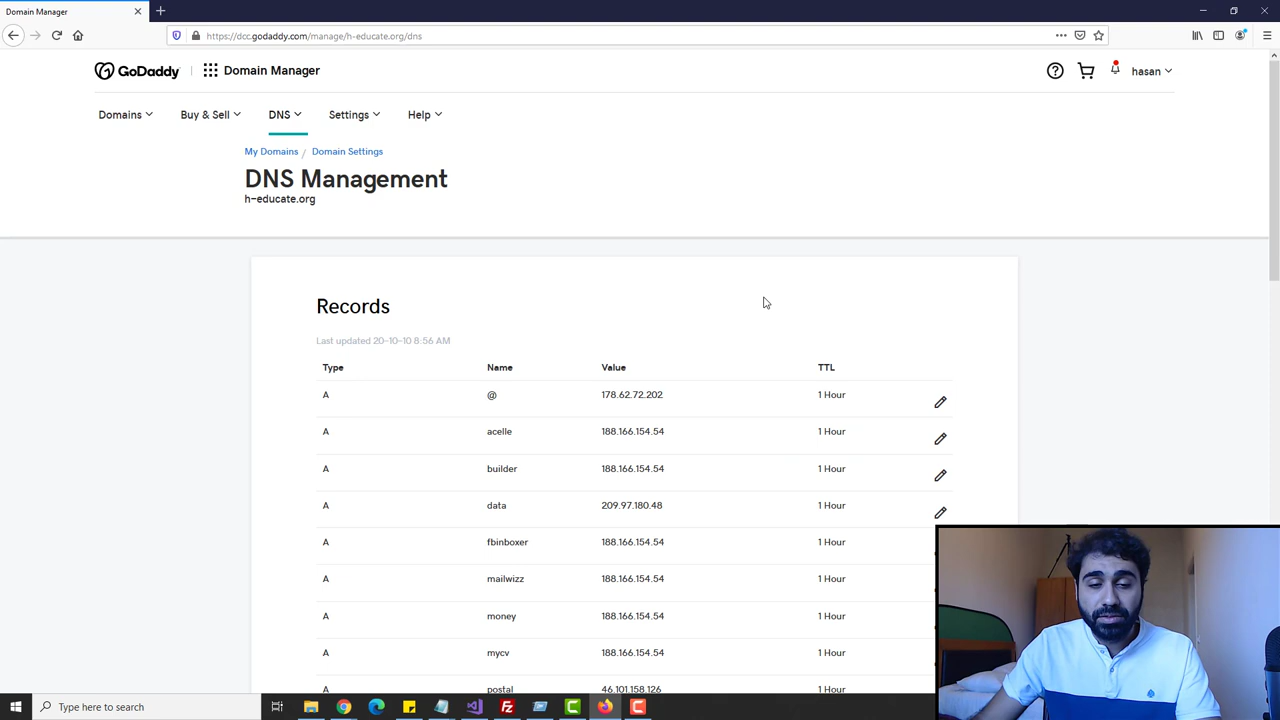 Domain Manager
https://dcc.godaddy.com/manage/h-educate.org/dns
GoDaddy
Domain Manager
hasan
Domains
Buy & Sell
DNS
Settings
Help
My Domains / Domain Settings
DNS Management
h-educate.org
Records
Last updated 20-10-10 8:56 AM
Type Name Value TTL
A @ 178.62.72.202 1 Hour
A acelle 188.166.154.54 1 Hour
A builder 188.166.154.54 1 Hour
A data 209.97.180.48 1 Hour
A fbinboxer 188.166.154.54 1 Hour
A mailwizz 188.166.154.54 1 Hour
A money 188.166.154.54 1 Hour
A mycv 188.166.154.54 1 Hour
A postal 46.101.158.126 1 Hour
Type here to search